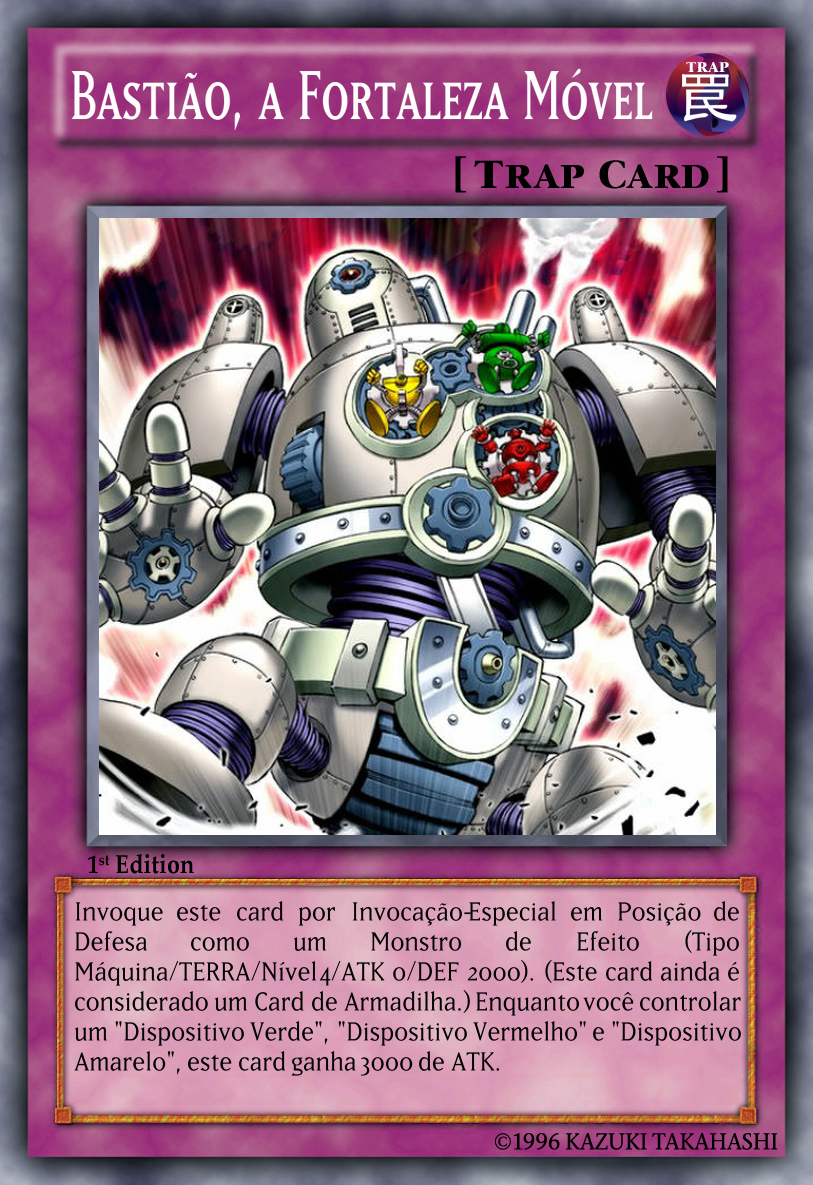 Bastião, a Fortaleza Móvel
TRAP
罠
[Trap Card]
1st Edition
Invoque este card por Invocação-Especial em Posição de
Defesa como um Monstro de Efeito (Tipo
Máquina/TERRA/Nível4/ATK 0/DEF 2000). (Este card ainda é
considerado um Card de Armadilha.) Enquanto você controlar
um "Dispositivo Verde", "Dispositivo Vermelho" e "Dispositivo
Amarelo", este card ganha 3000 de ATK.
©1996 KAZUKI TAKAHASHI